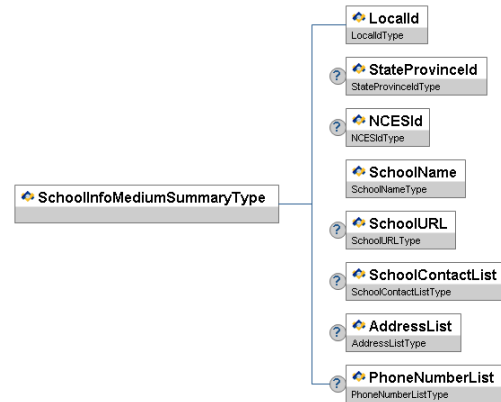 LocalId
LocalIdType
?
StateProvinceId
StateProvinceIdType
?
NCESId
NCESIdType
SchoolInfoMediumSummaryType
SchoolName
SchoolNameType
?
SchoolURL
SchoolURLType
?
SchoolContactList
SchoolContactListType
?
AddressList
AddressListType
?
PhoneNumberList
PhoneNumberListType